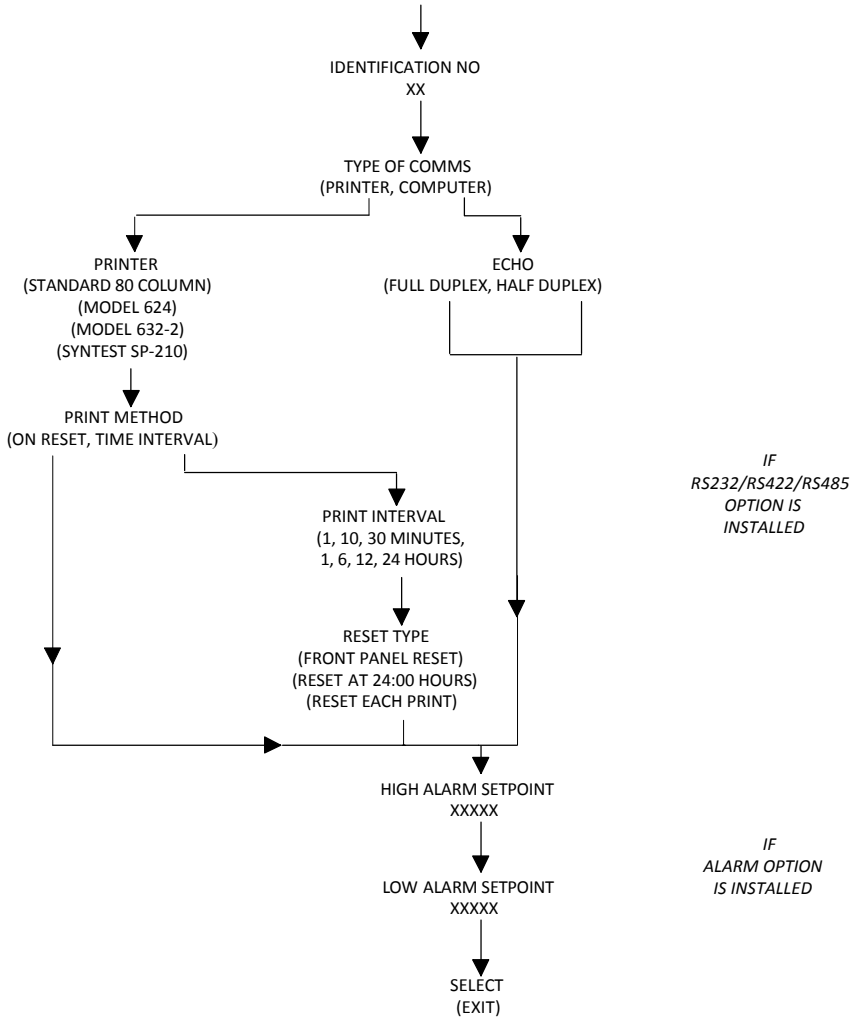 IDENTIFICATION NO
XX
TYPE OF COMMS
(PRINTER, COMPUTER)
PRINTER
(STANDARD 80 COLUMN)
(MODEL 624)
(MODEL 632-2)
(SYNTEST SP-210)
ECHO
(FULL DUPLEX, HALF DUPLEX)
PRINT METHOD
(ON RESET, TIME INTERVAL)
IF
RS232/RS422/RS485
OPTION IS
INSTALLED
PRINT INTERVAL
(1, 10, 30 MINUTES,
1, 6, 12, 24 HOURS)
RESET TYPE
(FRONT PANEL RESET)
(RESET AT 24:00 HOURS)
(RESET EACH PRINT)
HIGH ALARM SETPOINT
XXXXX
LOW ALARM SETPOINT
XXXXX
IF
ALARM OPTION
IS INSTALLED
SELECT
(EXIT)